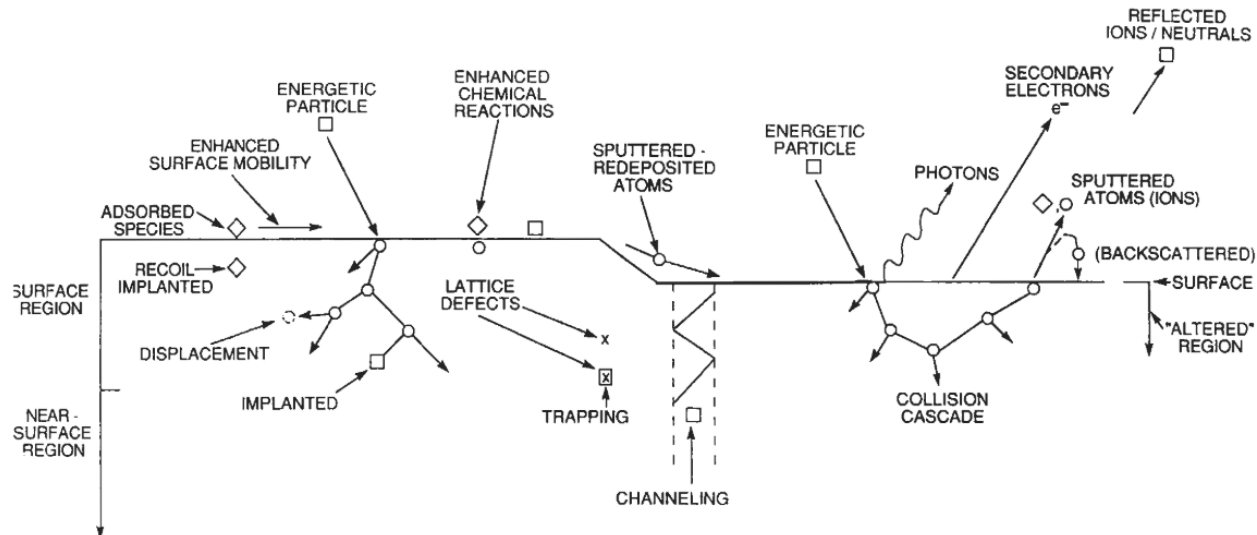 REFLECTED
IONS / NEUTRALS
ENHANCED
CHEMICAL
REACTIONS
SECONDARY
ELECTRONS
e–
ENERGETIC
PARTICLE
ENERGETIC
PARTICLE
ENHANCED
SURFACE MOBILITY
SPUTTERED -
REDEPOSITED
ATOMS
PHOTONS
SPUTTERED
ATOMS (IONS)
ADSORBED
SPECIES
(BACKSCATTERED)
RECOIL
IMPLANTED
LATTICE
DEFECTS
SURFACE
SURFACE
REGION
x
"ALTERED"
REGION
DISPLACEMENT
x
IMPLANTED
TRAPPING
COLLISION
CASCADE
NEAR -
SURFACE
REGION
CHANNELING